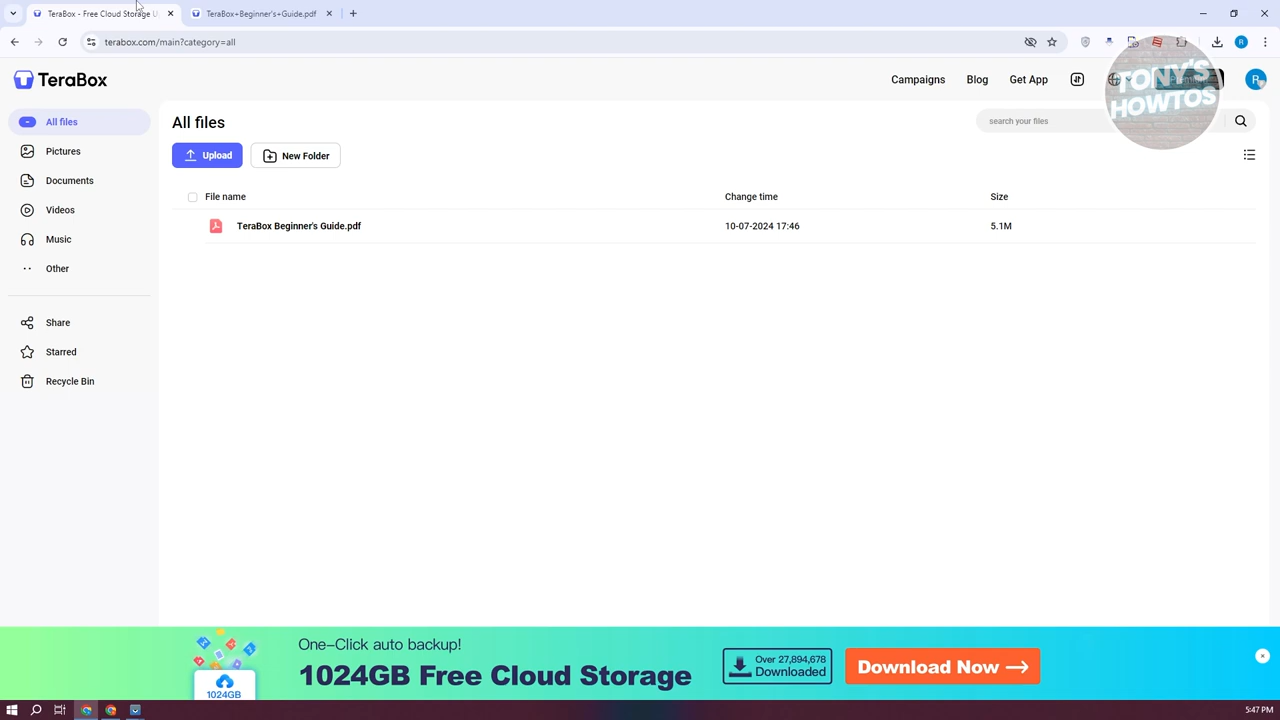 TeraBox - Free Cloud Storage U
TeraBox+Beginner's+Guide.pdf
terabox.com/main?category=all
R
TeraBox
Campaigns
Blog
Get App
R
TONY'S
HOWTOS
All files
Pictures
Documents
Videos
Music
Other
Share
Starred
Recycle Bin
All files
search your files
Upload
New Folder
File name
Change time
Size
TeraBox Beginner's Guide.pdf
10-07-2024 17:46
5.1M
1024GB
One-Click auto backup!
1024GB Free Cloud Storage
Over 27,894,678
Downloaded
Download Now
5:47 PM